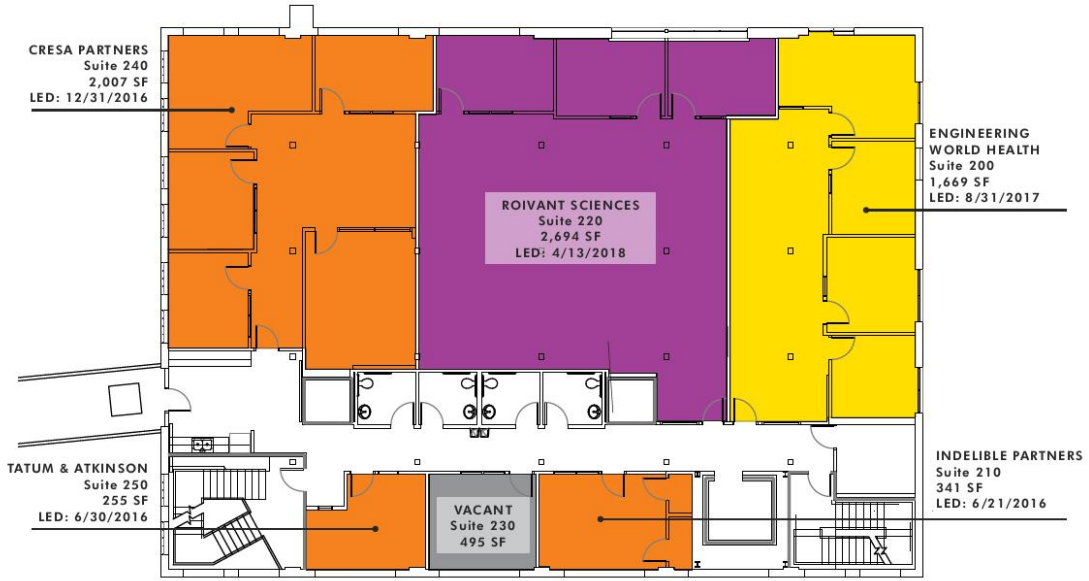 CRESA PARTNERS
Suite 240
2,007 SF
LED: 12/31/2016
ENGINEERING
WORLD HEALTH
Suite 200
1,669 SF
LED: 8/31/2017
ROIVANT SCIENCES
Suite 220
2,694 SF
LED: 4/13/2018
TATUM & ATKINSON
Suite 250
255 SF
LED: 6/30/2016
VACANT
Suite 230
495 SF
INDELIBLE PARTNERS
Suite 210
341 SF
LED: 6/21/2016